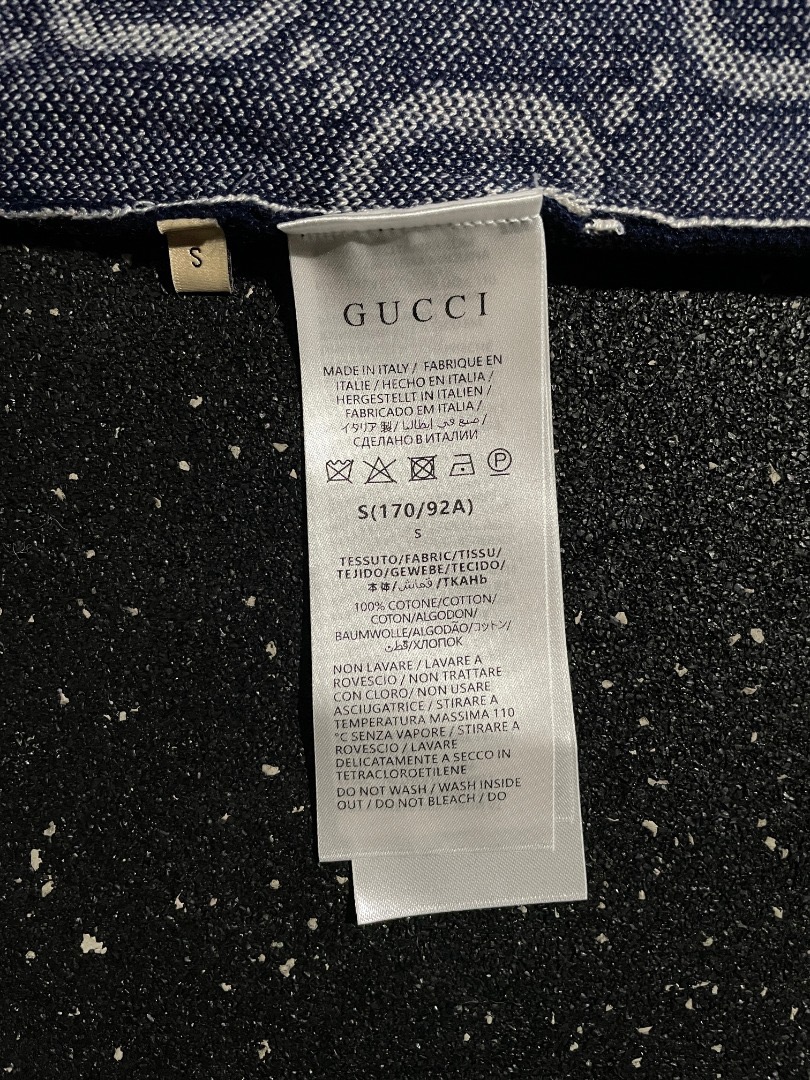 S
GUCCI
MADE IN ITALY / FABRIQUE EN
ITALIE / HECHO EN ITALIA /
HERGESTELLT IN ITALIEN /
FABRICADO EM ITALIA /
イタリア製 / صنع في إيطاليا /
СДЕЛАНО В ИТАЛИИ
P
S(170/92A)
S
TESSUTO/FABRIC/TISSU/
TEJIDO/GEWEBE/TECIDO/
本体/قماش/TKAHb
100% COTONE/COTTON/
COTON/ALGODON/
BAUMWOLLE/ALGODÃO/コットン/
قطن/ХЛОПОК
NON LAVARE / LAVARE A
ROVESCIO / NON TRATTARE
CON CLORO/ NON USARE
ASCIUGATRICE / STIRARE A
TEMPERATURA MASSIMA 110
°C SENZA VAPORE / STIRARE A
ROVESCIO / LAVARE
DELICATAMENTE A SECCO IN
TETRACLOROETILENE
DO NOT WASH / WASH INSIDE
OUT / DO NOT BLEACH / DO